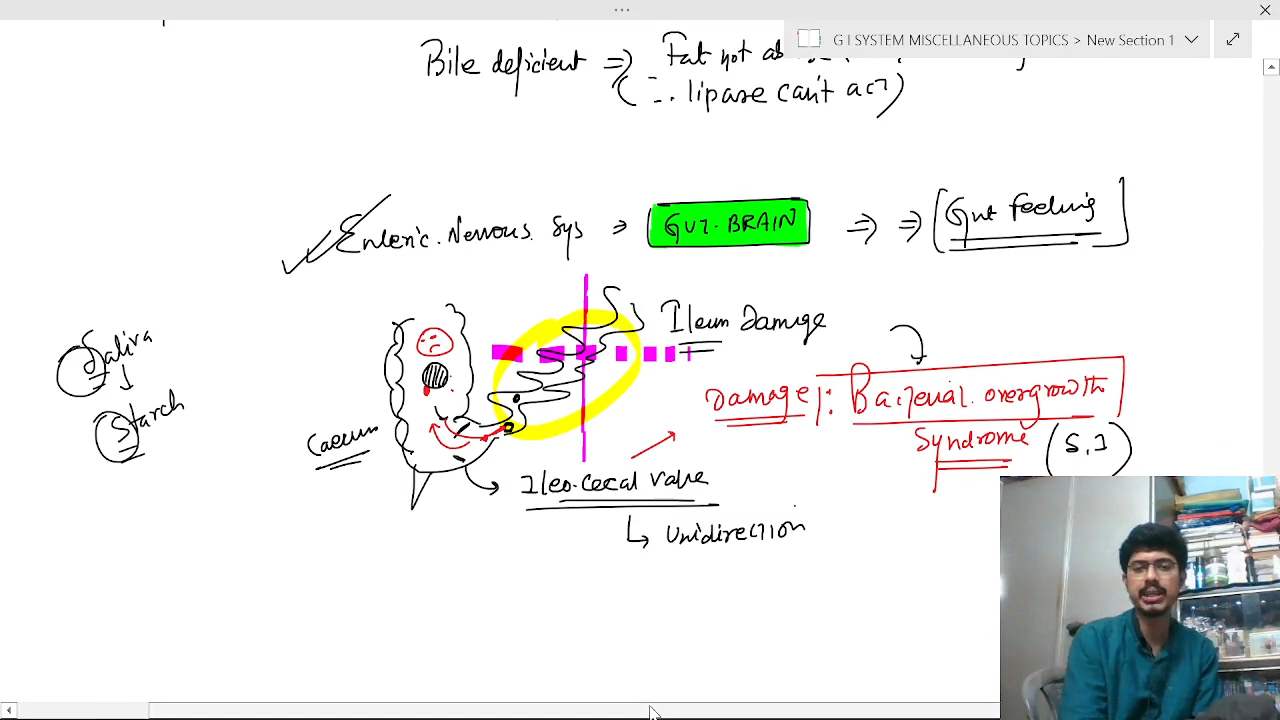 G I SYSTEM MISCELLANEOUS TOPICS > New Section 1
Bile deficient ⇒ Fat not ab
(∵ lipase can't act)
Enteric. Nervous. Sys ⇒ GUT-BRAIN ⇒ ⇒ [Gut feeling]
Saliva
↓
Starch
Ileum Damage
Damage: Bacterial overgrowth
Syndrome (S.I)
Caecum
Ileo-cecal valve
↳ Unidirection